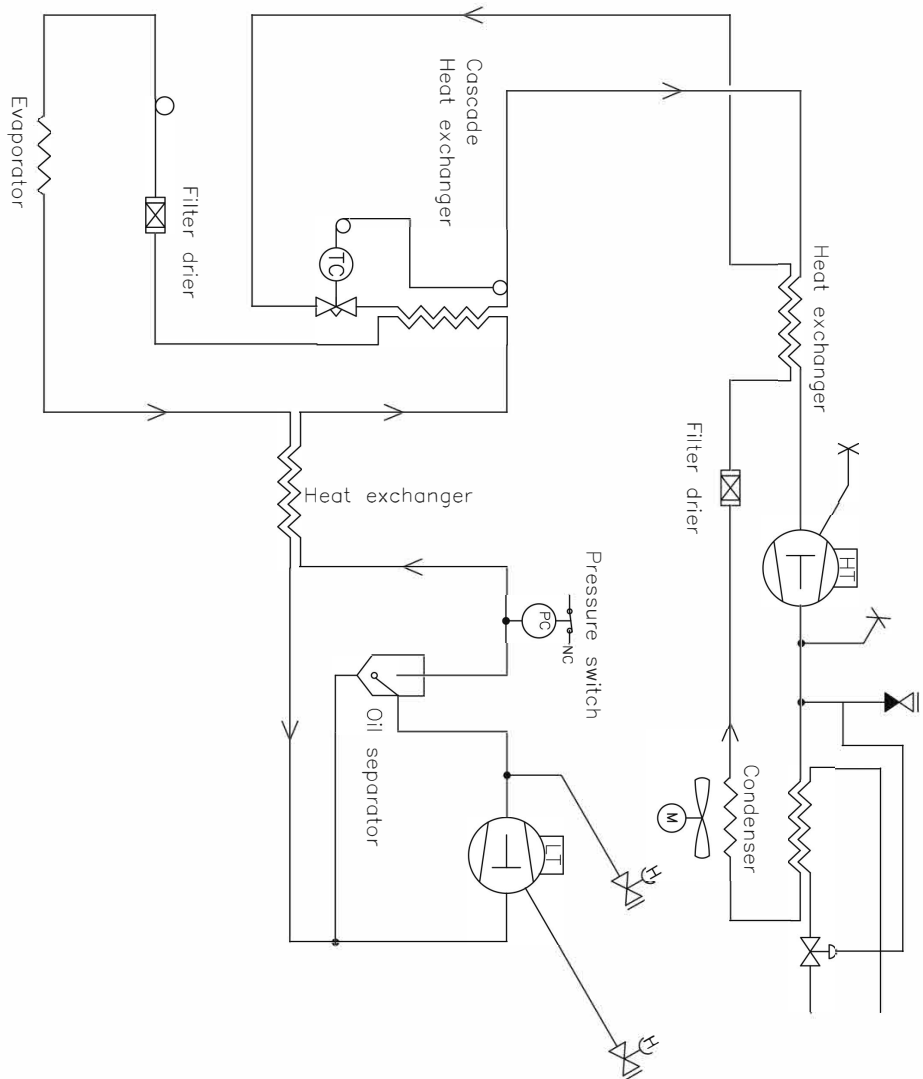 Cascade
Heat exchanger
Evaporator
Filter drier
TC
Heat exchanger
Filter drier
Heat exchanger
HT
Pressure switch
PC
NC
Oil separator
LT
Condenser
M
H
H